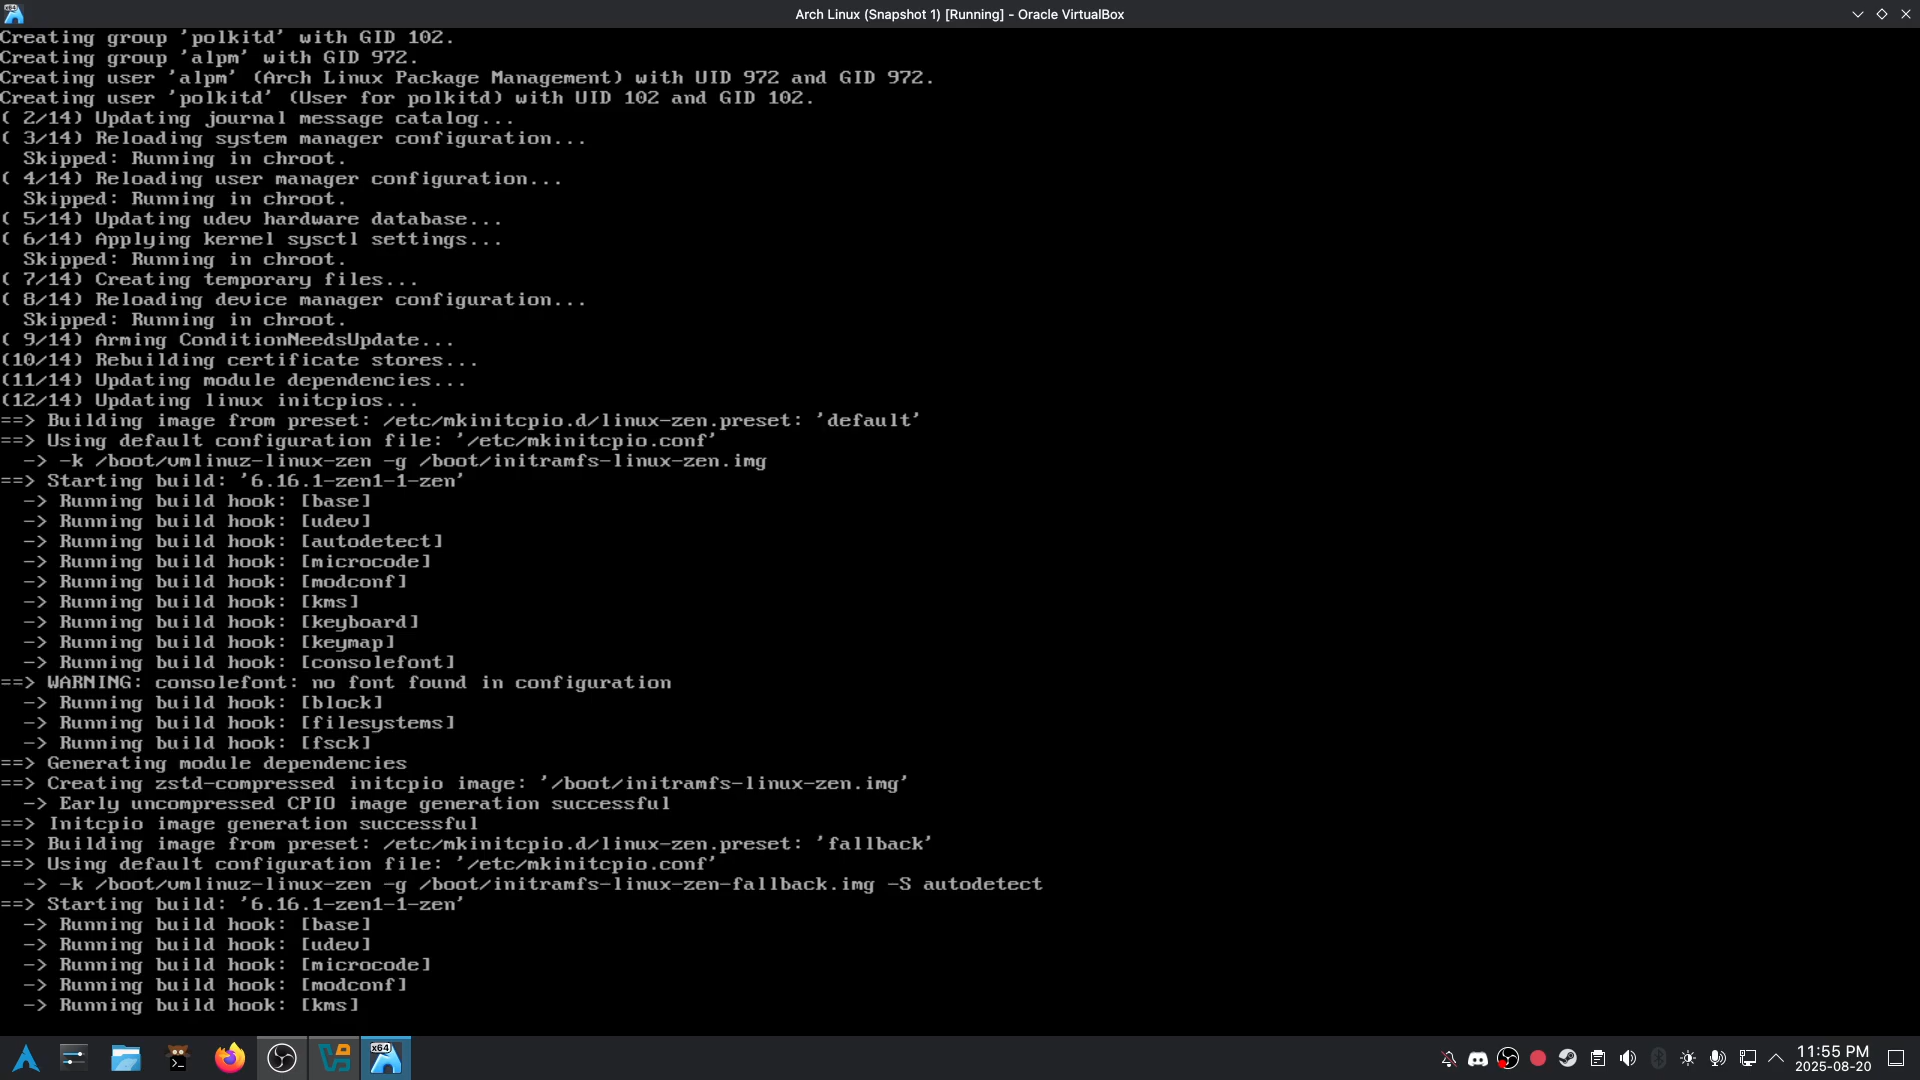 Arch Linux (Snapshot 1) [Running] - Oracle VirtualBox
Creating group 'polkitd' with GID 102.
Creating group 'alpm' with GID 972.
Creating user 'alpm' (Arch Linux Package Management) with UID 972 and GID 972.
Creating user 'polkitd' (User for polkitd) with UID 102 and GID 102.
( 2/14) Updating journal message catalog...
( 3/14) Reloading system manager configuration...
  Skipped: Running in chroot.
( 4/14) Reloading user manager configuration...
  Skipped: Running in chroot.
( 5/14) Updating udev hardware database...
( 6/14) Applying kernel sysctl settings...
  Skipped: Running in chroot.
( 7/14) Creating temporary files...
( 8/14) Reloading device manager configuration...
  Skipped: Running in chroot.
( 9/14) Arming ConditionNeedsUpdate...
(10/14) Rebuilding certificate stores...
(11/14) Updating module dependencies...
(12/14) Updating linux initcpios...
==> Building image from preset: /etc/mkinitcpio.d/linux-zen.preset: 'default'
==> Using default configuration file: '/etc/mkinitcpio.conf'
  -> -k /boot/vmlinuz-linux-zen -g /boot/initramfs-linux-zen.img
==> Starting build: '6.16.1-zen1-1-zen'
  -> Running build hook: [base]
  -> Running build hook: [udev]
  -> Running build hook: [autodetect]
  -> Running build hook: [microcode]
  -> Running build hook: [modconf]
  -> Running build hook: [kms]
  -> Running build hook: [keyboard]
  -> Running build hook: [keymap]
  -> Running build hook: [consolefont]
==> WARNING: consolefont: no font found in configuration
  -> Running build hook: [block]
  -> Running build hook: [filesystems]
  -> Running build hook: [fsck]
==> Generating module dependencies
==> Creating zstd-compressed initcpio image: '/boot/initramfs-linux-zen.img'
  -> Early uncompressed CPIO image generation successful
==> Initcpio image generation successful
==> Building image from preset: /etc/mkinitcpio.d/linux-zen.preset: 'fallback'
==> Using default configuration file: '/etc/mkinitcpio.conf'
  -> -k /boot/vmlinuz-linux-zen -g /boot/initramfs-linux-zen-fallback.img -S autodetect
==> Starting build: '6.16.1-zen1-1-zen'
  -> Running build hook: [base]
  -> Running build hook: [udev]
  -> Running build hook: [microcode]
  -> Running build hook: [modconf]
  -> Running build hook: [kms]
x64
11:55 PM
2025-08-20